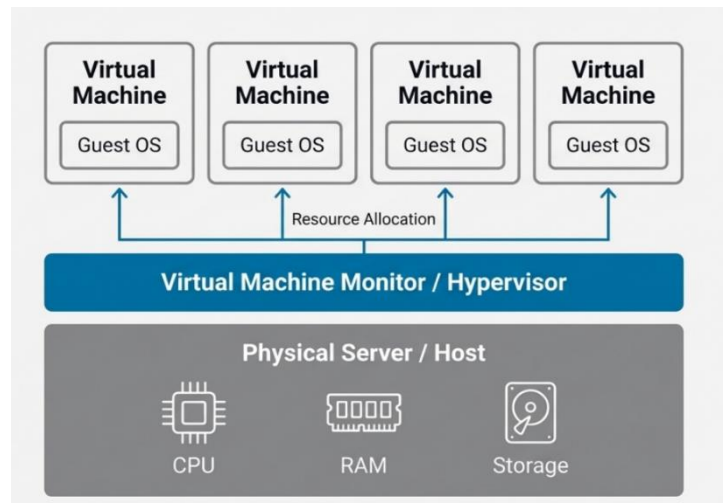 Virtual
Machine
Guest OS
Virtual
Machine
Guest OS
Virtual
Machine
Guest OS
Virtual
Machine
Guest OS
Resource Allocation
Virtual Machine Monitor / Hypervisor
Physical Server / Host
CPU
RAM
Storage